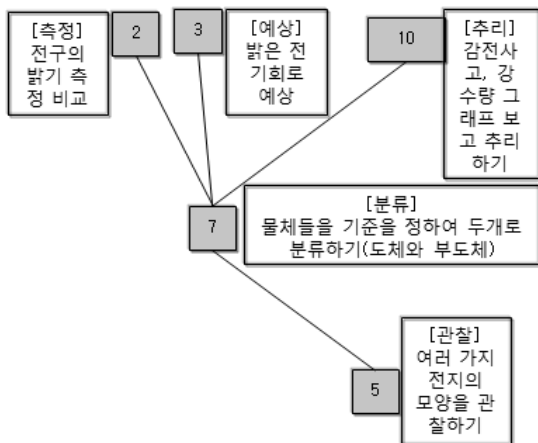 [측정]
전구의
밝기 측
정 비교
2
3
[예상]
밝은 전
기회로
예상
10
[추리]
감전사
고, 강
수량 그
래프 보
고 추리
하기
7
[분류]
물체들을 기준을 정하여 두개로
분류하기(도체와 부도체)
5
[관찰]
여러 가지
전지의
모양을 관
찰하기